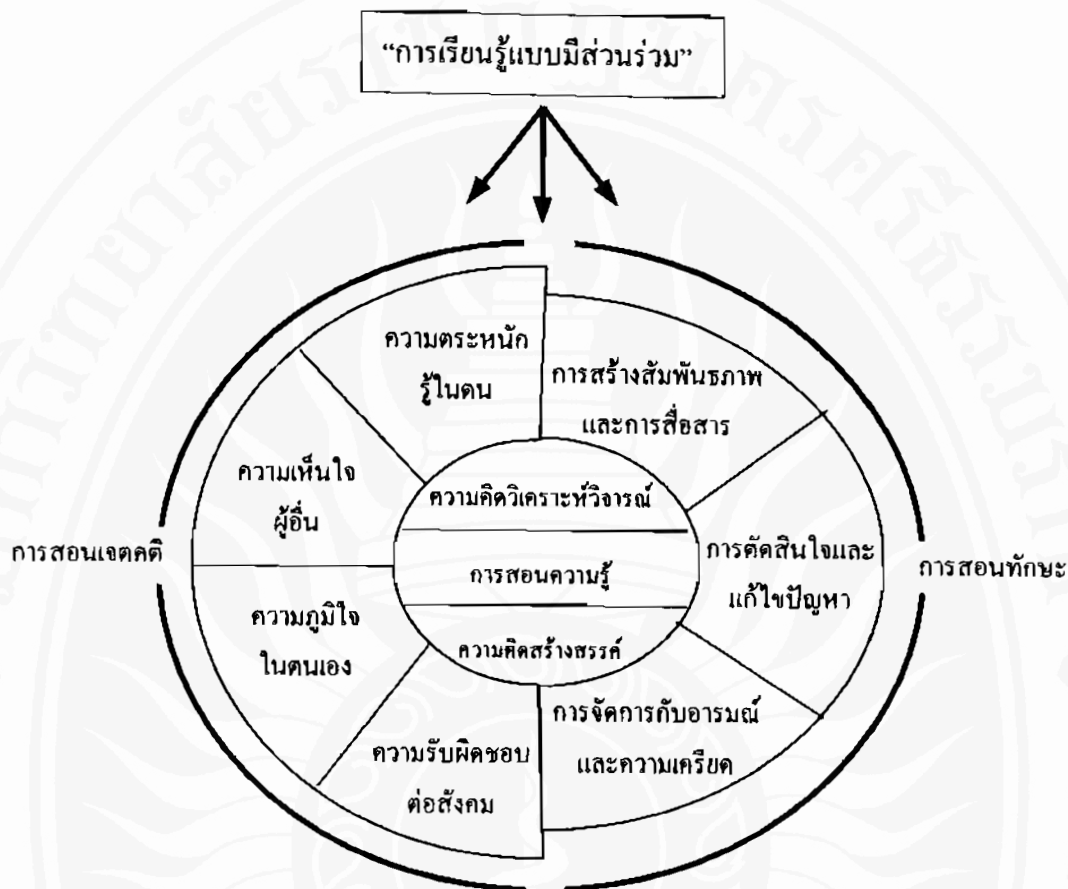 “การเรียนรู้แบบมีส่วนร่วม”
ความตระหนัก
รู้ในตน
การสร้างสัมพันธภาพ
และการสื่อสาร
ความเห็นใจ
ผู้อื่น
ความคิดวิเคราะห์วิจารณ์
การสอนเจตคติ
การสอนความรู้
การตัดสินใจและ
แก้ไขปัญหา
การสอนทักษะ
ความภูมิใจ
ในตนเอง
ความคิดสร้างสรรค์
ความรับผิดชอบ
ต่อสังคม
การจัดการกับอารมณ์
และความเครียด